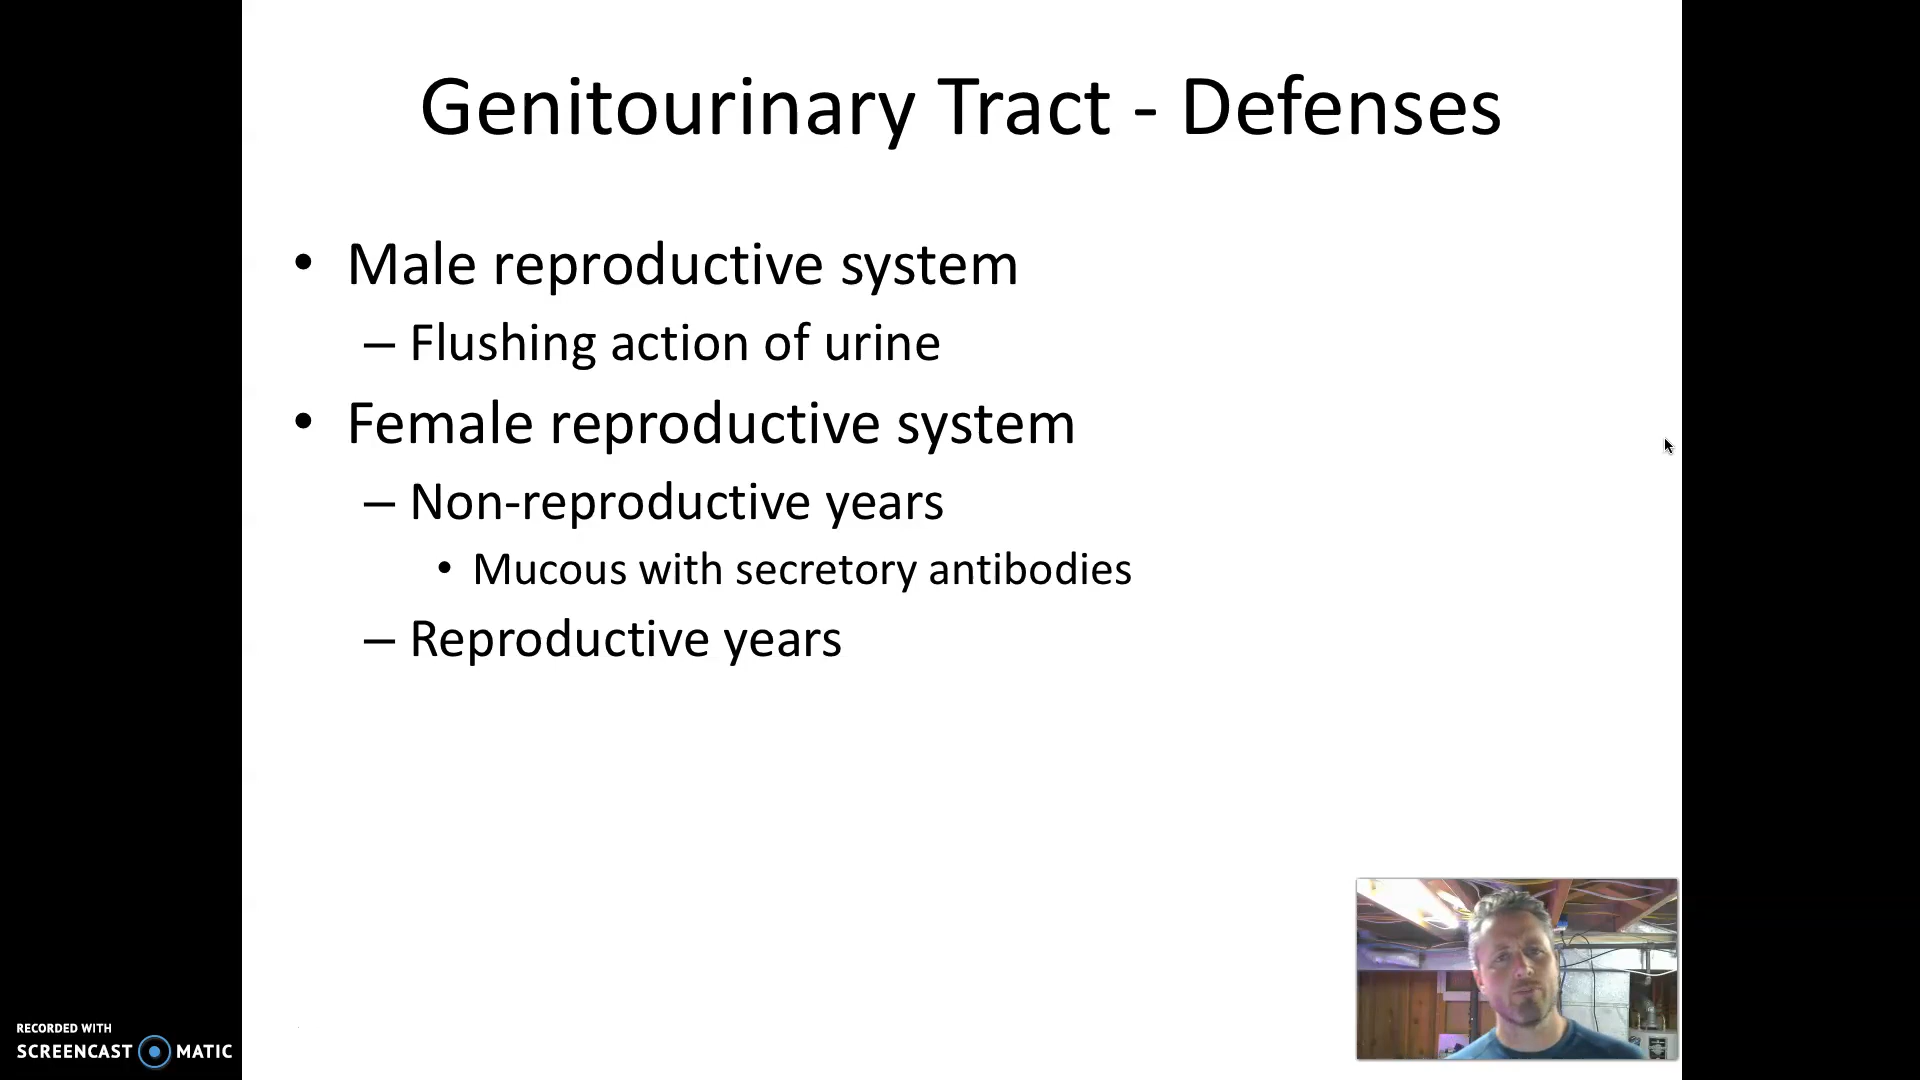 Genitourinary Tract - Defenses
• Male reproductive system
– Flushing action of urine
• Female reproductive system
– Non-reproductive years
• Mucous with secretory antibodies
– Reproductive years
RECORDED WITH
SCREENCAST MATIC